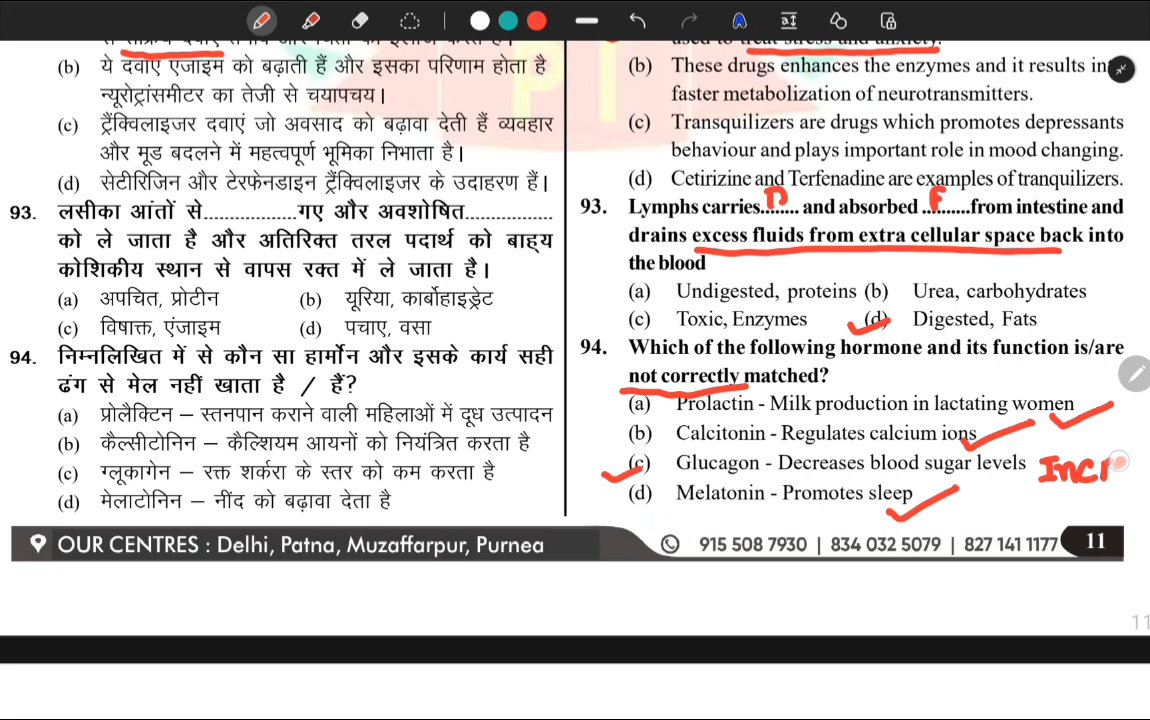 (b) ये दवाएं एंजाइम को बढ़ाती हैं और इसका परिणाम होता है
न्यूरोट्रांसमीटर का तेजी से चयापचय।
(c) ट्रैंक्विलाइजर दवाएं जो अवसाद को बढ़ावा देती हैं व्यवहार
और मूड बदलने में महत्वपूर्ण भूमिका निभाता है।
(d) सेटीरिजिन और टेरफेनडाइन ट्रैंक्विलाइजर के उदाहरण हैं।
93. लसीका आंतों से.................गए और अवशोषित................
को ले जाता है और अतिरिक्त तरल पदार्थ को बाह्य
कोशिकीय स्थान से वापस रक्त में ले जाता है।
(a) अपचित, प्रोटीन (b) यूरिया, कार्बोहाइड्रेट
(c) विषाक्त, एंजाइम (d) पचाए, वसा
94. निम्नलिखित में से कौन सा हार्मोन और इसके कार्य सही
ढंग से मेल नहीं खाता है / हैं?
(a) प्रोलैक्टिन – स्तनपान कराने वाली महिलाओं में दूध उत्पादन
(b) कैल्सीटोनिन – कैल्शियम आयनों को नियंत्रित करता है
(c) ग्लूकागेन – रक्त शर्करा के स्तर को कम करता है
(d) मेलाटोनिन – नींद को बढ़ावा देता है
used to treat stress and anxiety.
(b) These drugs enhances the enzymes and it results in
faster metabolization of neurotransmitters.
(c) Transquilizers are drugs which promotes depressants
behaviour and plays important role in mood changing.
(d) Cetirizine and Terfenadine are examples of tranquilizers.
D F
93. Lymphs carries........ and absorbed ..........from intestine and
drains excess fluids from extra cellular space back into
the blood
(a) Undigested, proteins (b) Urea, carbohydrates
(c) Toxic, Enzymes (d) Digested, Fats
94. Which of the following hormone and its function is/are
not correctly matched?
(a) Prolactin - Milk production in lactating women
(b) Calcitonin - Regulates calcium ions
(c) Glucagon - Decreases blood sugar levels Incr
(d) Melatonin - Promotes sleep
OUR CENTRES : Delhi, Patna, Muzaffarpur, Purnea
915 508 7930 | 834 032 5079 | 827 141 1177 11
11